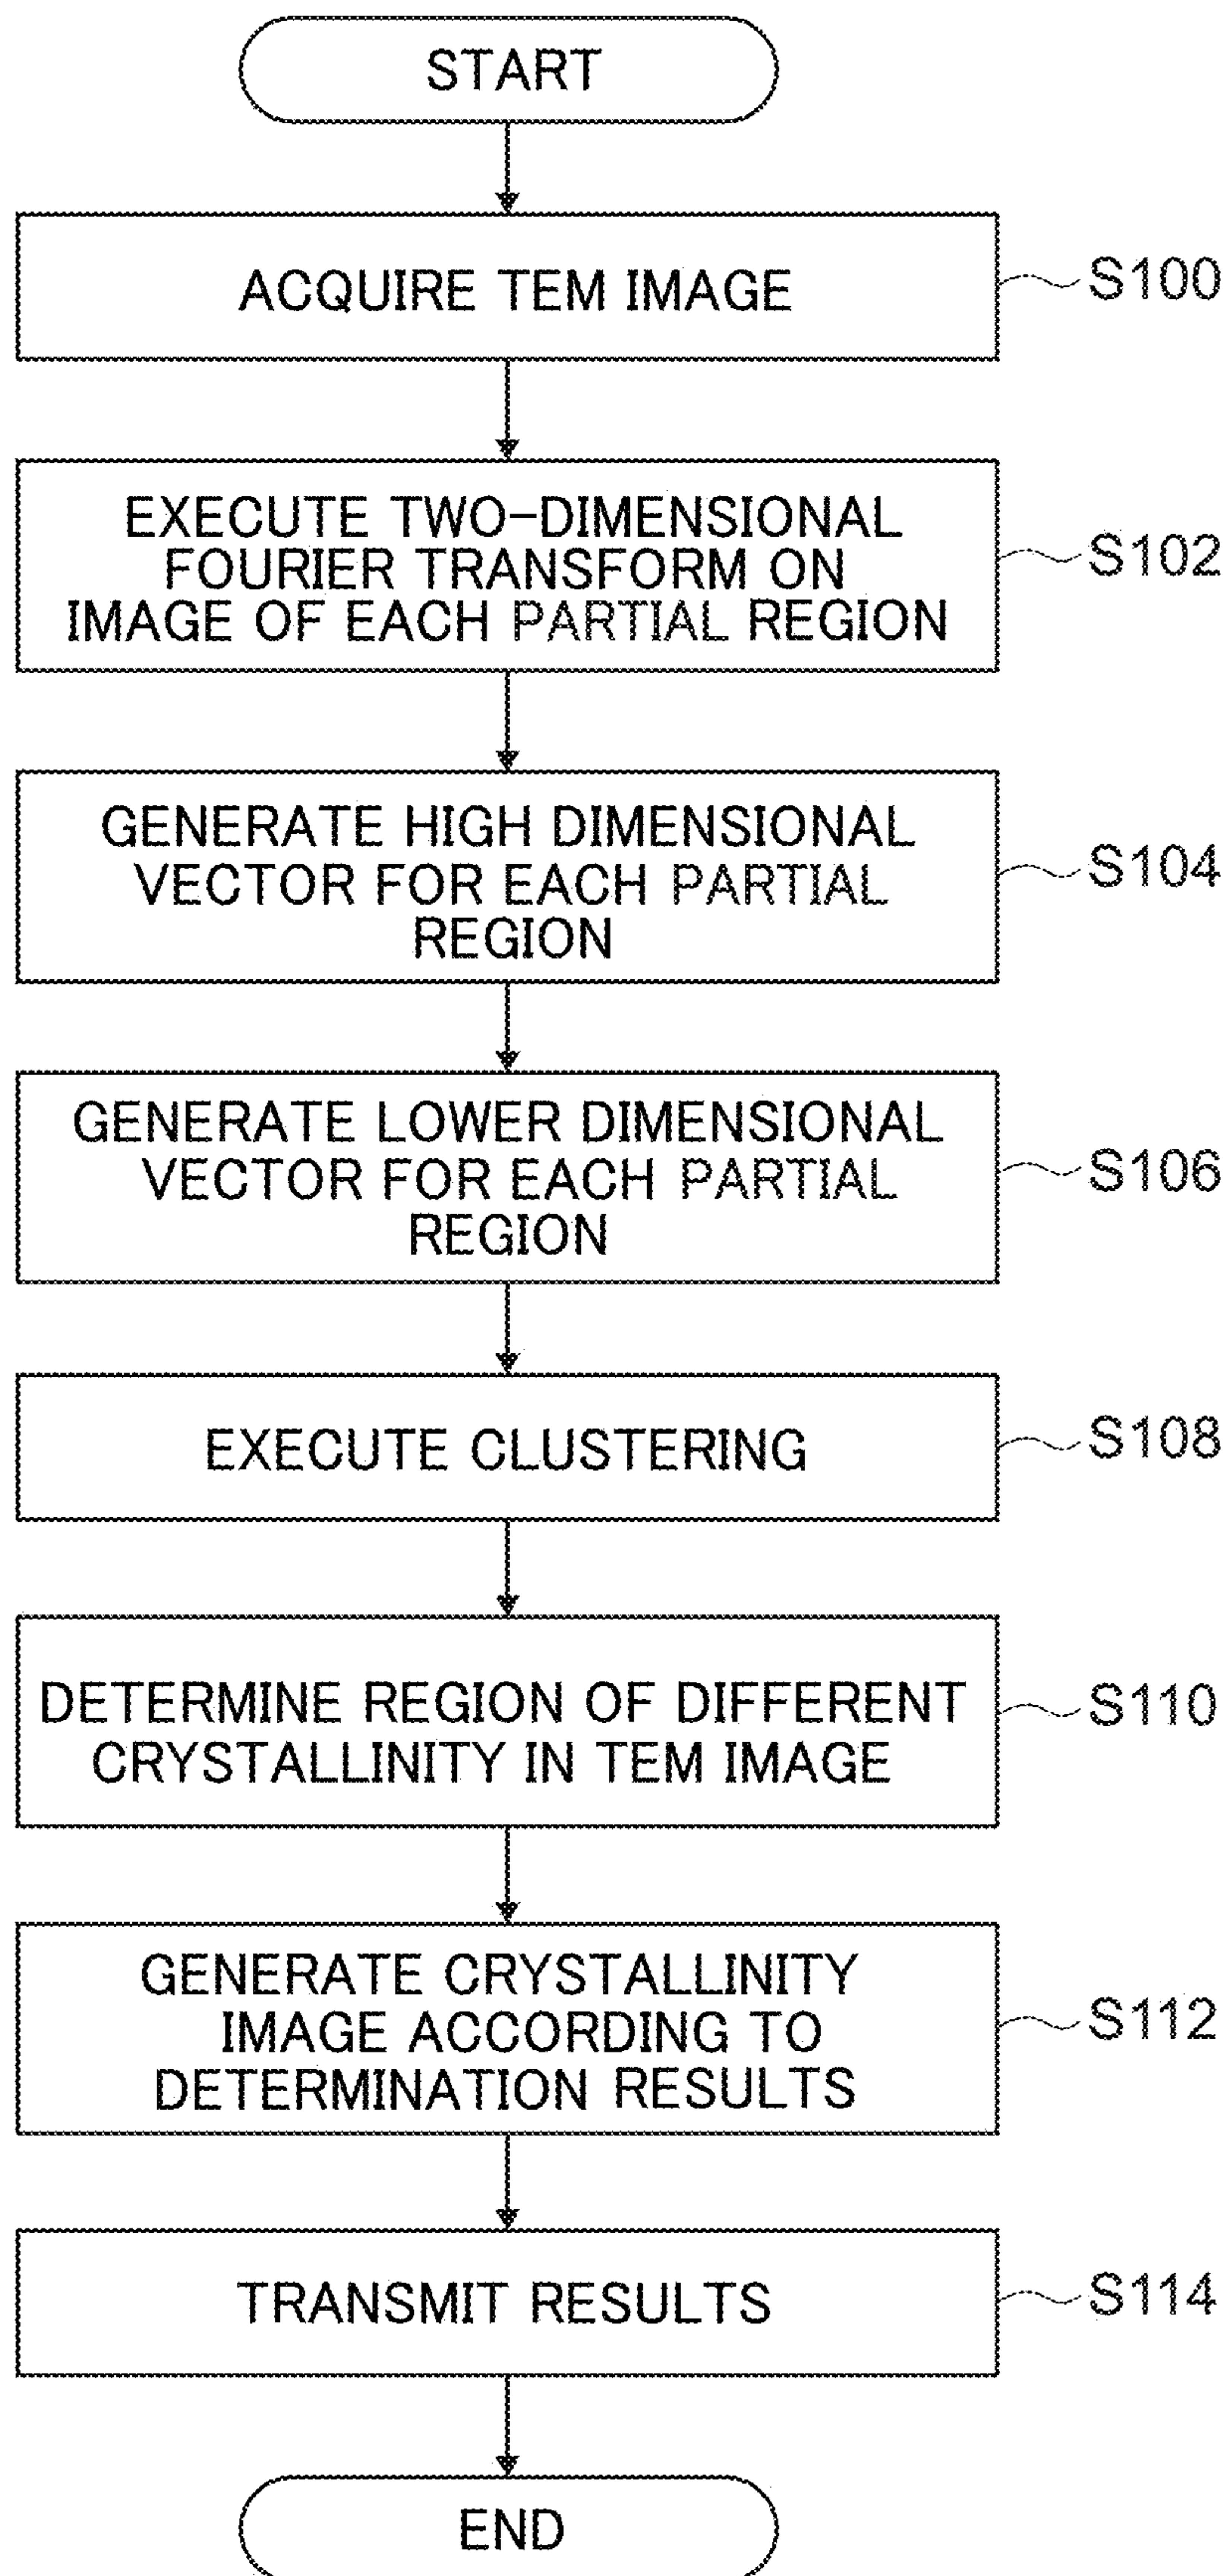 START
ACQUIRE TEM IMAGE
S100
EXECUTE TWO-DIMENSIONAL
FOURIER TRANSFORM ON
IMAGE OF EACH PARTIAL REGION
S102
GENERATE HIGH DIMENSIONAL
VECTOR FOR EACH PARTIAL
REGION
S104
GENERATE LOWER DIMENSIONAL
VECTOR FOR EACH PARTIAL
REGION
S106
EXECUTE CLUSTERING
S108
DETERMINE REGION OF DIFFERENT
CRYSTALLINITY IN TEM IMAGE
S110
GENERATE CRYSTALLINITY
IMAGE ACCORDING TO
DETERMINATION RESULTS
S112
TRANSMIT RESULTS
S114
END